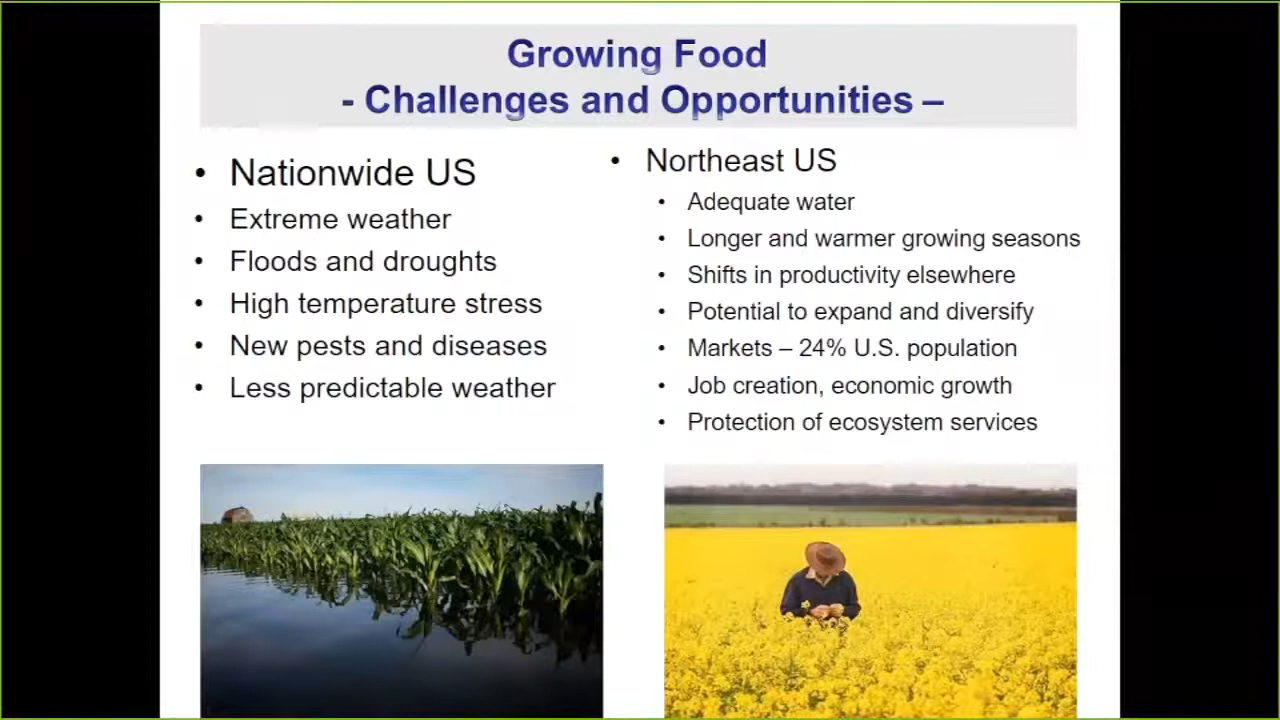 Growing Food
- Challenges and Opportunities –
• Nationwide US
• Extreme weather
• Floods and droughts
• High temperature stress
• New pests and diseases
• Less predictable weather
• Northeast US
• Adequate water
• Longer and warmer growing seasons
• Shifts in productivity elsewhere
• Potential to expand and diversify
• Markets – 24% U.S. population
• Job creation, economic growth
• Protection of ecosystem services